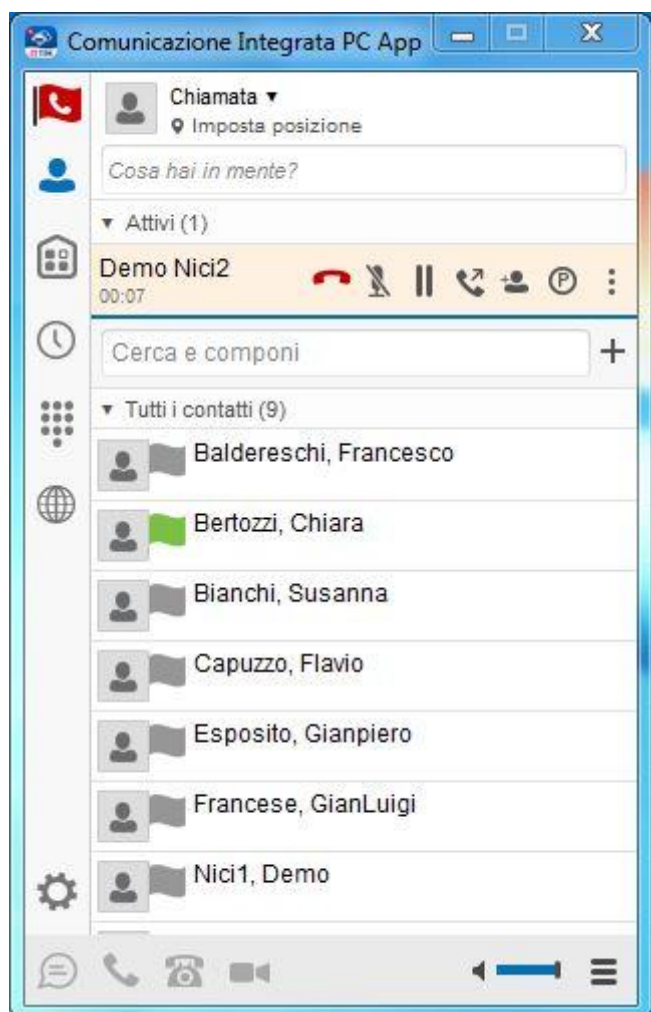 Comunicazione Integrata PC App
Chiamata ▾
Imposta posizione
Cosa hai in mente?
▾ Attivi (1)
Demo Nici2
00:07
P
Cerca e componi
▾ Tutti i contatti (9)
Baldereschi, Francesco
Bertozzi, Chiara
Bianchi, Susanna
Capuzzo, Flavio
Esposito, Gianpiero
Francese, GianLuigi
Nici1, Demo